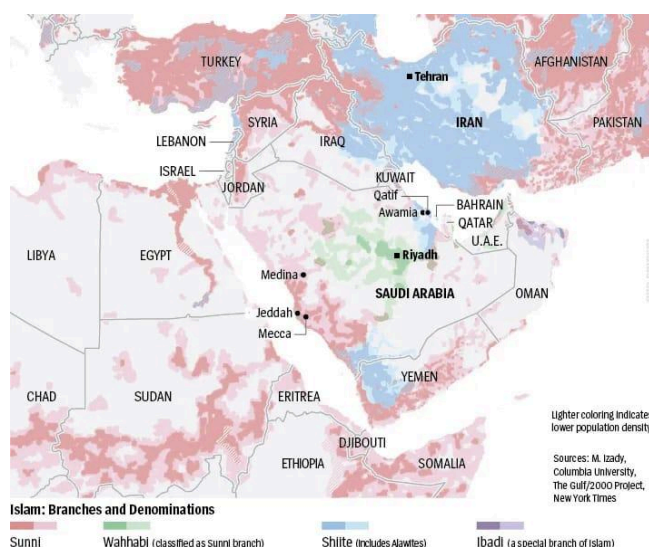 TURKEY
Tehran
AFGHANISTAN
SYRIA
IRAN
LEBANON
IRAQ
PAKISTAN
ISRAEL
JORDAN
KUWAIT
Qatif
Awamia
BAHRAIN
QATAR
U.A.E.
LIBYA
EGYPT
Riyadh
Medina
SAUDI ARABIA
OMAN
Jeddah
Mecca
YEMEN
CHAD
SUDAN
ERITREA
DJIBOUTI
ETHIOPIA
SOMALIA
Lighter coloring indicates
lower population density
Sources: M. Izady,
Columbia University,
The Gulf/2000 Project,
New York Times
Islam: Branches and Denominations
Sunni
Wahhabi (classified as Sunni branch)
Shiite (includes Alawites)
Ibadi (a special branch of Islam)